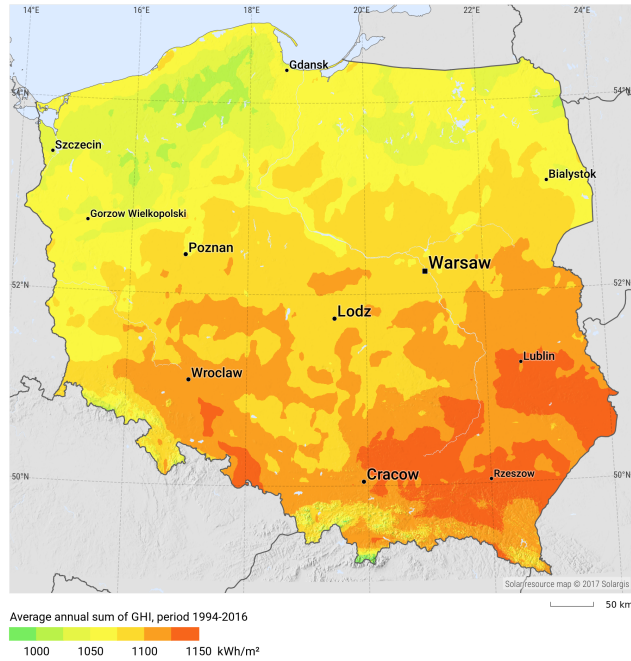 14°E 16°E 18°E 20°E 22°E 24°E
Gdansk
54°N 54°N
Szczecin
Bialystok
Gorzow Wielkopolski
Poznan
Warsaw
52°N 52°N
Lodz
Lublin
Wroclaw
50°N Cracow Rzeszow 50°N
Solar resource map © 2017 Solargis
50 km
Average annual sum of GHI, period 1994-2016
1000 1050 1100 1150 kWh/m²